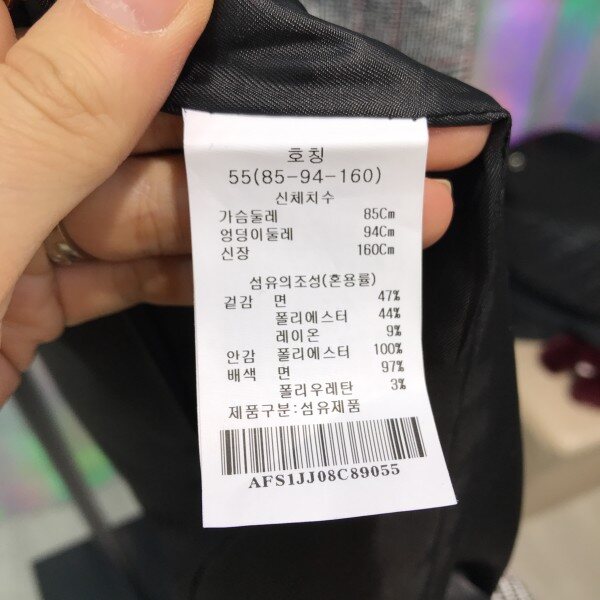 호칭
55(85-94-160)
신체치수
가슴둘레 85Cm
엉덩이둘레 94Cm
신장 160Cm
섬유의조성(혼용률)
겉감 면 47%
폴리에스터 44%
레이온 9%
안감 폴리에스터 100%
배색 면 97%
폴리우레탄 3%
제품구분:섬유제품
AFS1JJ08C89055